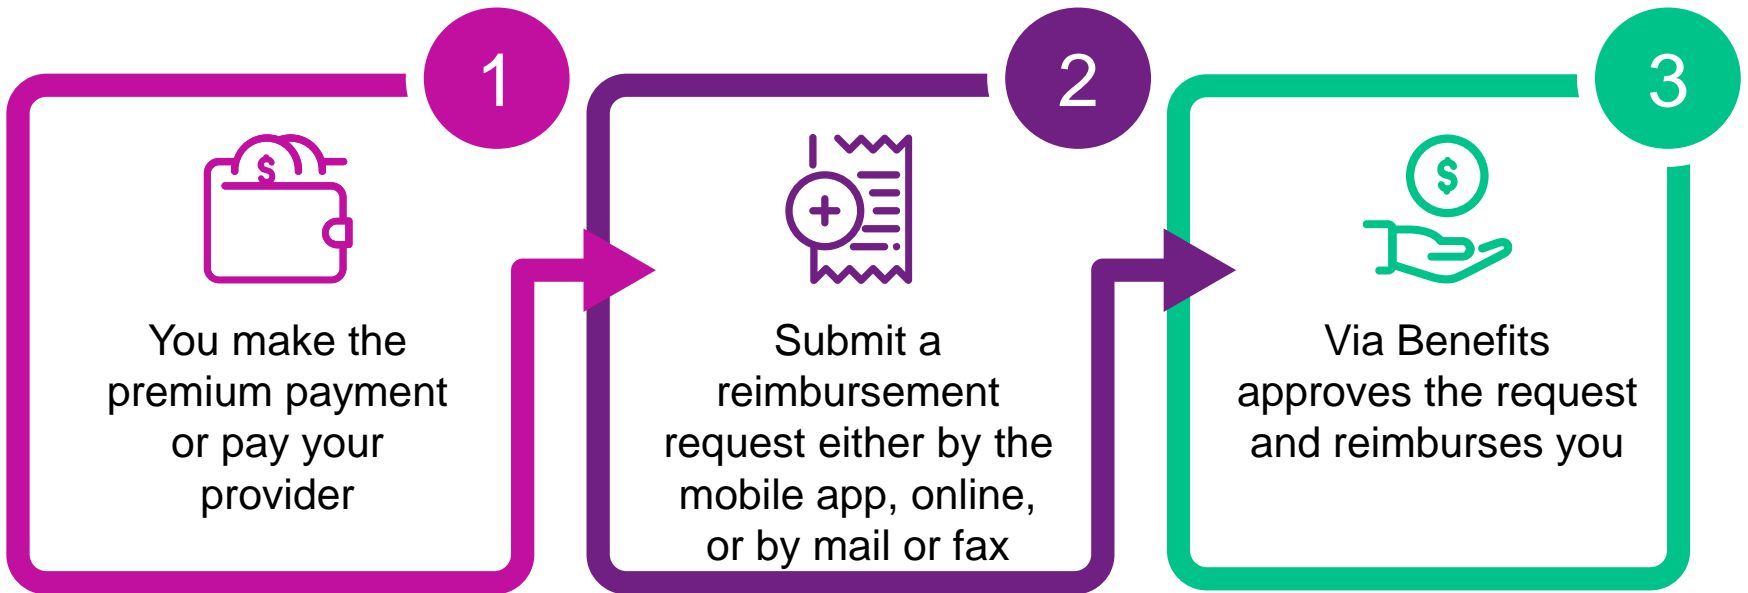 1
You make the
premium payment
or pay your
provider
2
Submit a
reimbursement
request either by the
mobile app, online,
or by mail or fax
3
Via Benefits
approves the request
and reimburses you